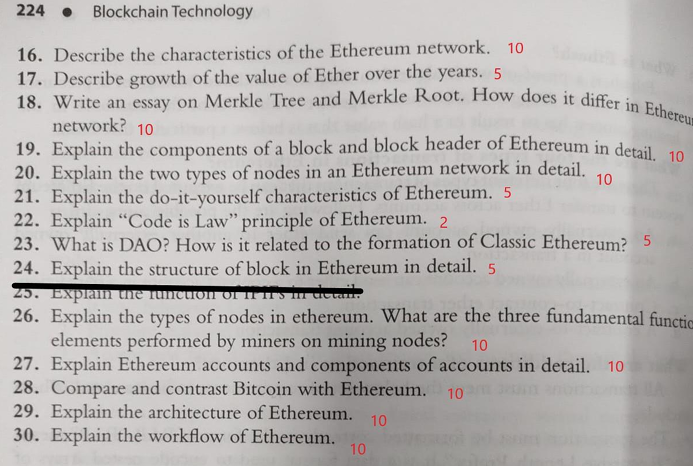 224 • Blockchain Technology
16. Describe the characteristics of the Ethereum network. 10
17. Describe growth of the value of Ether over the years. 5
18. Write an essay on Merkle Tree and Merkle Root. How does it differ in Ethereu
network? 10
19. Explain the components of a block and block header of Ethereum in detail. 10
20. Explain the two types of nodes in an Ethereum network in detail. 10
21. Explain the do-it-yourself characteristics of Ethereum. 5
22. Explain “Code is Law” principle of Ethereum. 2
23. What is DAO? How is it related to the formation of Classic Ethereum? 5
24. Explain the structure of block in Ethereum in detail. 5
25. Explain the function of in detail.
26. Explain the types of nodes in ethereum. What are the three fundamental functio
elements performed by miners on mining nodes? 10
27. Explain Ethereum accounts and components of accounts in detail. 10
28. Compare and contrast Bitcoin with Ethereum. 10
29. Explain the architecture of Ethereum. 10
30. Explain the workflow of Ethereum. 10